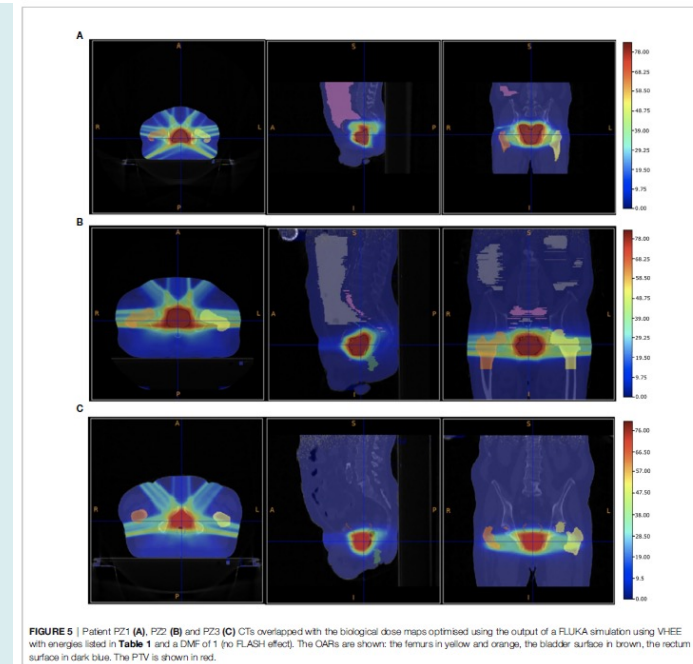 A
A
R
L
P
S
A
P
I
S
R
L
I
78.00
68.25
58.50
48.75
39.00
29.25
19.50
9.75
0.00
B
A
R
L
P
S
A
P
I
S
R
L
I
78.00
68.25
58.50
48.75
39.00
29.25
19.50
9.75
0.00
C
A
R
L
P
S
A
P
I
S
R
L
I
76.00
66.50
57.00
47.50
38.00
28.50
19.00
9.5
0.00
FIGURE 5 | Patient PZ1 (A), PZ2 (B) and PZ3 (C) CTs overlapped with the biological dose maps optimised using the output of a FLUKA simulation using VHEE
with energies listed in Table 1 and a DMF of 1 (no FLASH effect). The OARs are shown: the femurs in yellow and orange, the bladder surface in brown, the rectum
surface in dark blue. The PTV is shown in red.